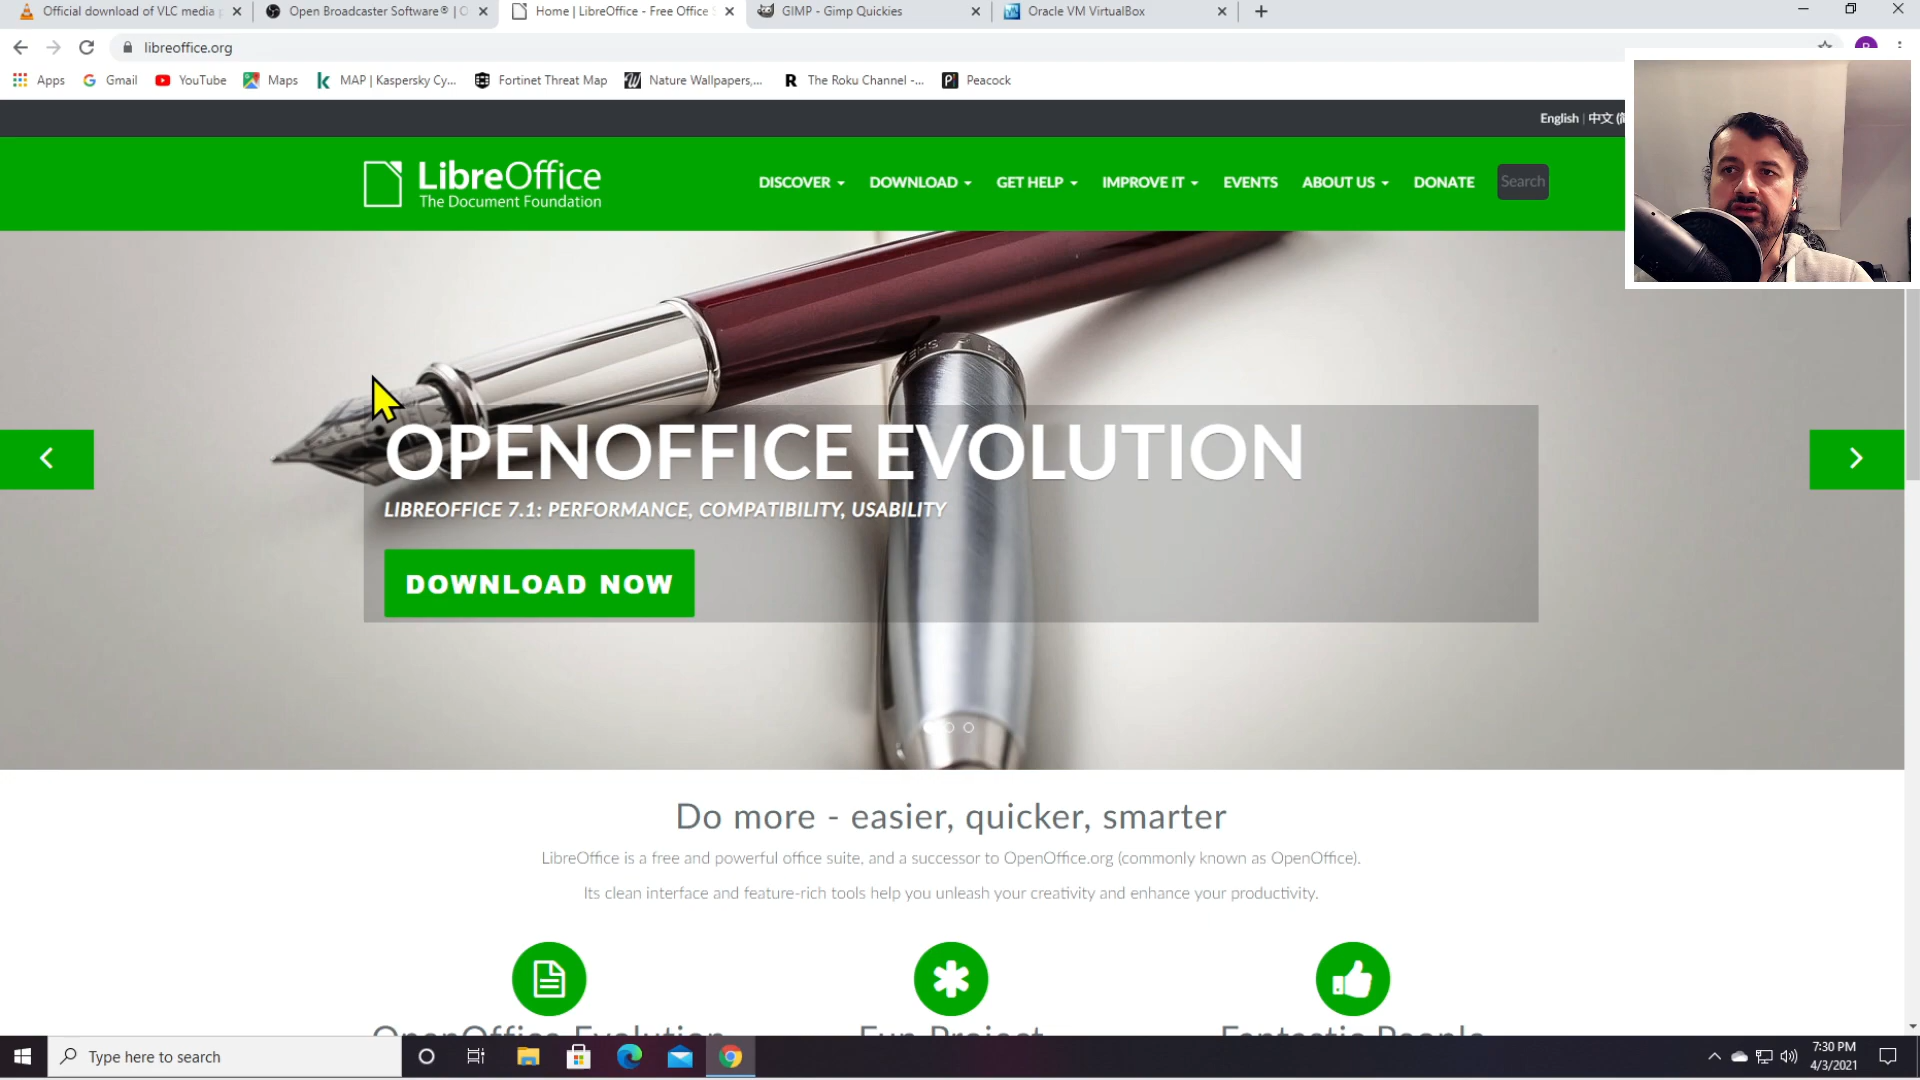 Official download of VLC media
Open Broadcaster Software® |
Home | LibreOffice - Free Office
GIMP - Gimp Quickies
Oracle VM VirtualBox
libreoffice.org
Apps
Gmail
YouTube
Maps
MAP | Kaspersky Cy...
Fortinet Threat Map
Nature Wallpapers,...
The Roku Channel -...
Peacock
English | 中文
LibreOffice
The Document Foundation
DISCOVER
DOWNLOAD
GET HELP
IMPROVE IT
EVENTS
ABOUT US
DONATE
Search
OPENOFFICE EVOLUTION
LIBREOFFICE 7.1: PERFORMANCE, COMPATIBILITY, USABILITY
DOWNLOAD NOW
Do more - easier, quicker, smarter
LibreOffice is a free and powerful office suite, and a successor to OpenOffice.org (commonly known as OpenOffice).
Its clean interface and feature-rich tools help you unleash your creativity and enhance your productivity.
OpenOffice Evolution
Fun Project
Fantastic People
Type here to search
7:30 PM
4/3/2021